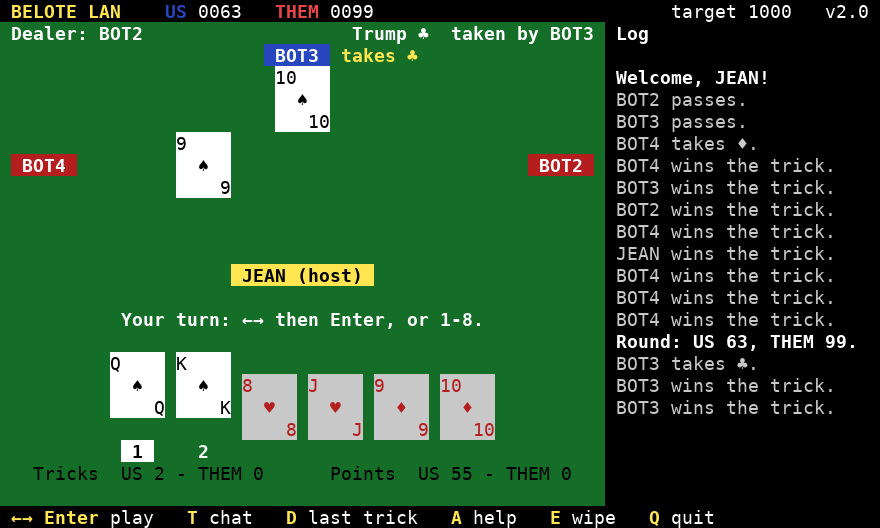 BELOTE LAN US 0063 THEM 0099 target 1000 v2.0
Dealer: BOT2 Trump ♣ taken by BOT3 Log
BOT3 takes ♣
10 ♠ 10
Welcome, JEAN!
BOT2 passes.
BOT3 passes.
9 ♠ 9
BOT4 takes ♦.
BOT4 BOT2 BOT4 wins the trick.
BOT3 wins the trick.
BOT2 wins the trick.
BOT4 wins the trick.
JEAN wins the trick.
JEAN (host) BOT4 wins the trick.
BOT4 wins the trick.
Your turn: ←→ then Enter, or 1-8. BOT4 wins the trick.
Round: US 63, THEM 99.
BOT3 takes ♣.
BOT3 wins the trick.
BOT3 wins the trick.
Q ♠ Q K ♠ K 8 ♥ 8 J ♥ J 9 ♦ 9 10 ♦ 10
1 2
Tricks US 2 - THEM 0 Points US 55 - THEM 0
←→ Enter play T chat D last trick A help E wipe Q quit